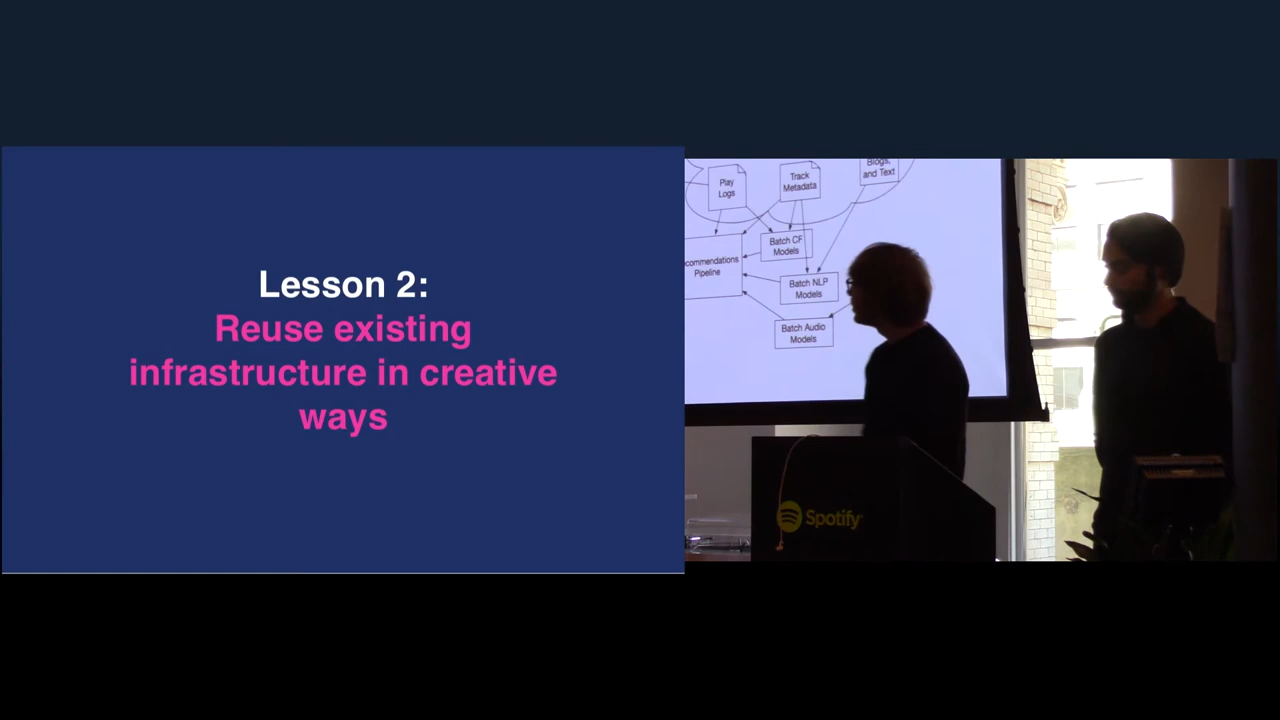 Lesson 2:
Reuse existing
infrastructure in creative
ways
Play
Logs
Track
Metadata
Blogs,
and Text
Batch CF
Models
commendations
Pipeline
Batch NLP
Models
Batch Audio
Models
Spotify